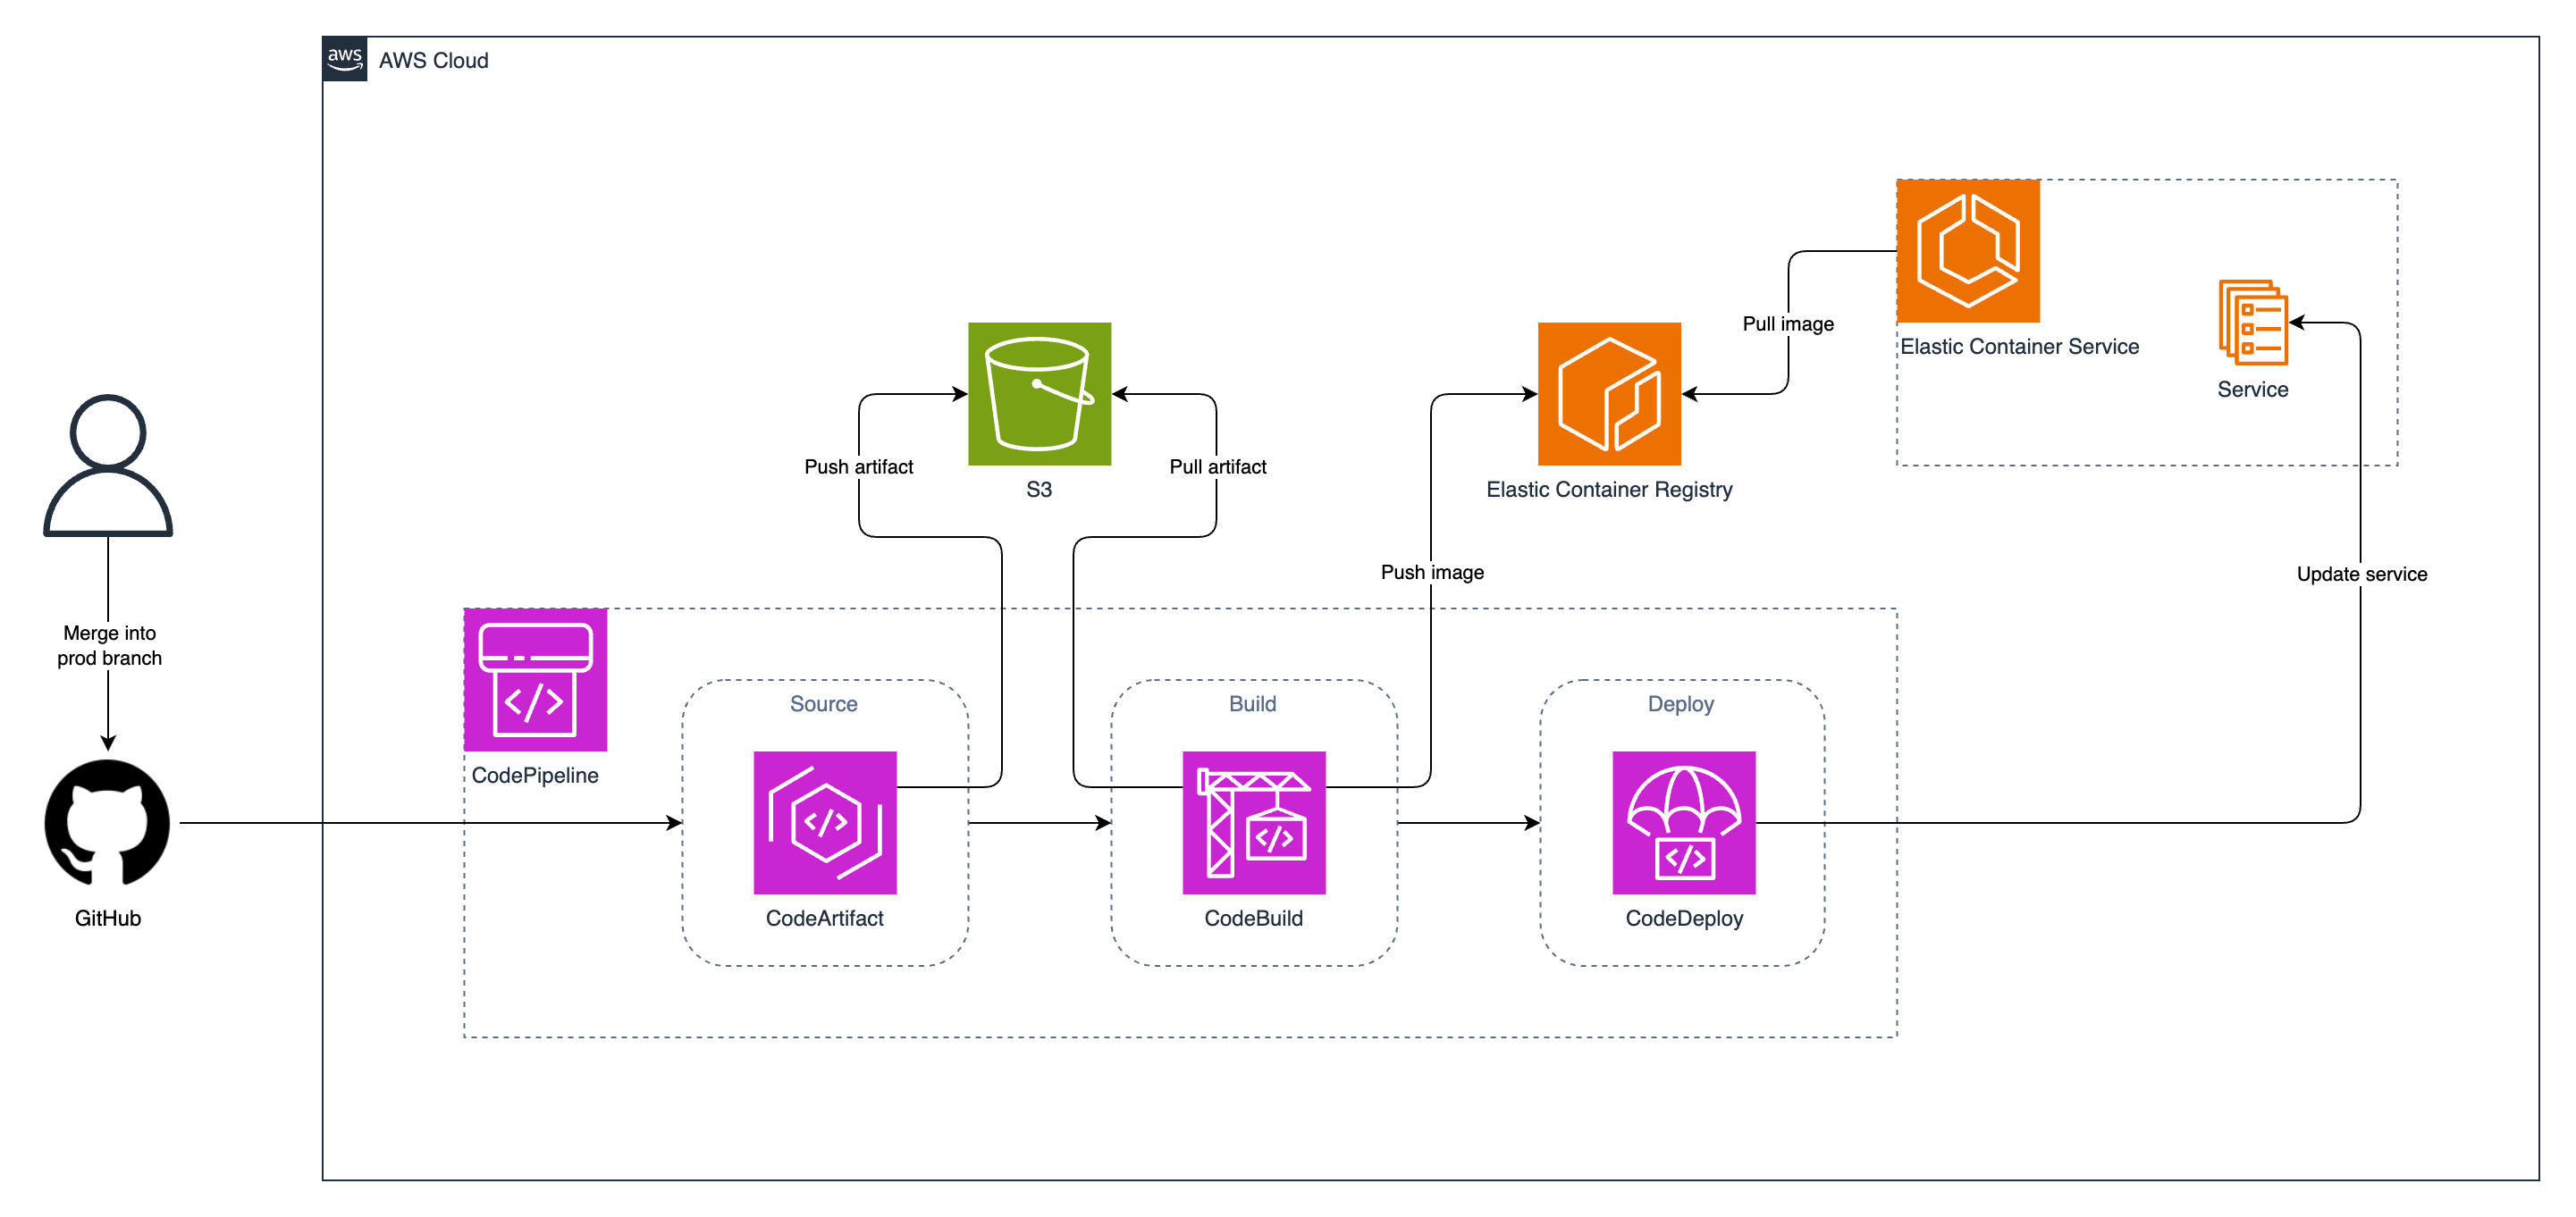 aws
AWS Cloud
Pull image
Elastic Container Service
Service
Push artifact
Pull artifact
S3
Elastic Container Registry
Push image
Update service
Merge into
prod branch
CodePipeline
Source
Build
Deploy
</>
</>
</>
</>
GitHub
CodeArtifact
CodeBuild
CodeDeploy